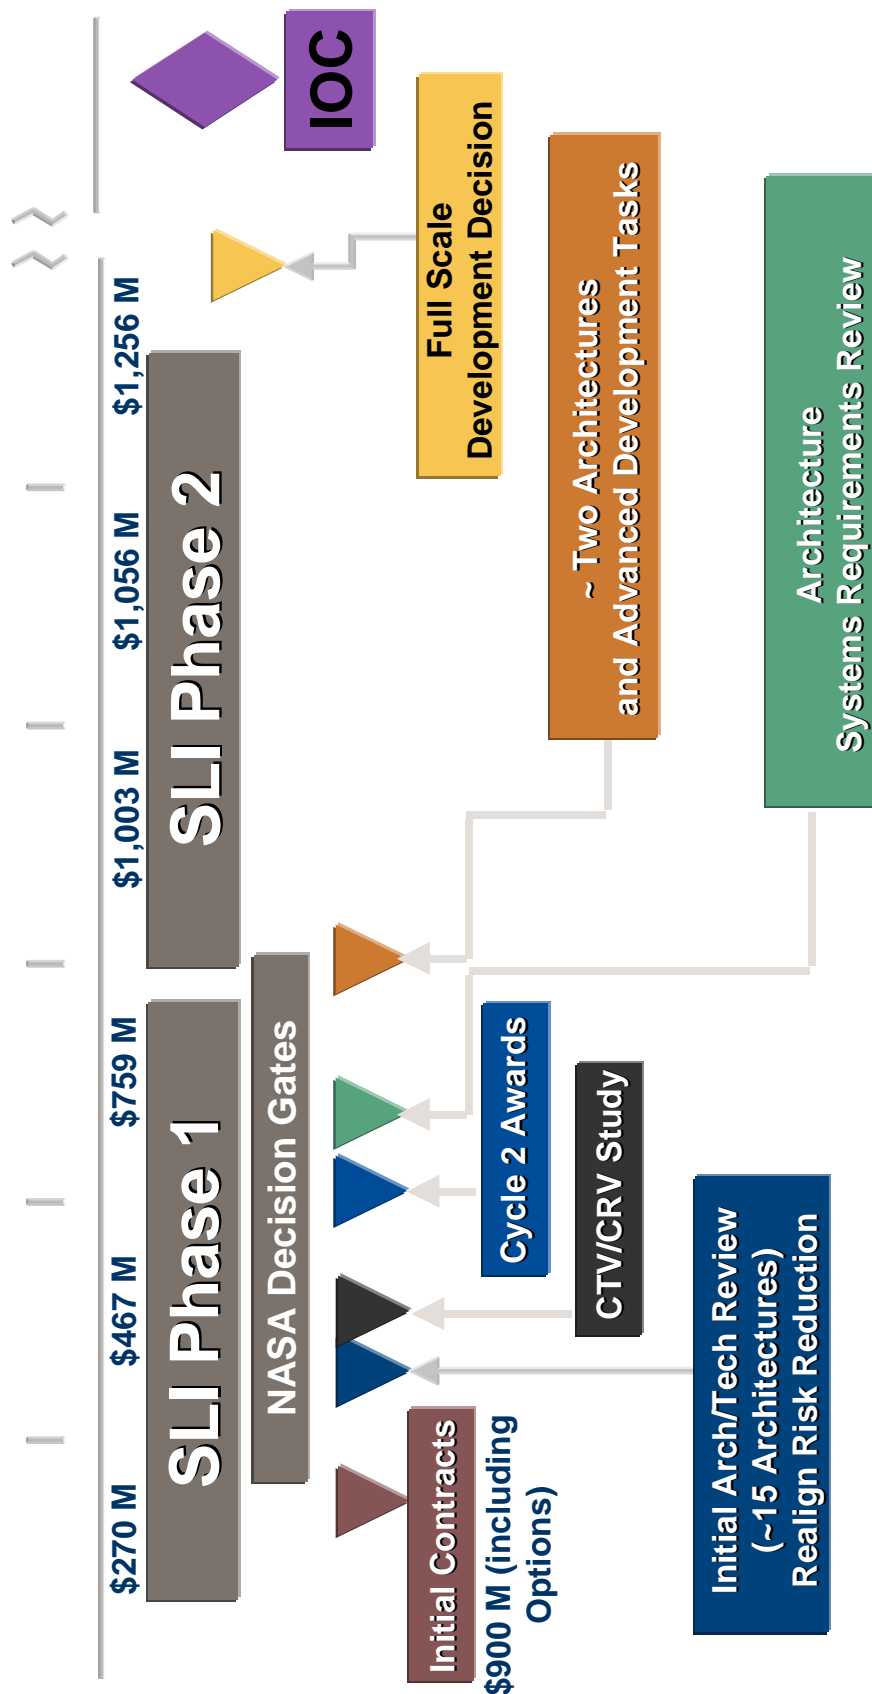 $270 M
$467 M
$759 M
$1,003 M
$1,056 M
$1,256 M
SLI Phase 1
SLI Phase 2
IOC
NASA Decision Gates
Initial Contracts
$900 M (including
Options)
Cycle 2 Awards
Full Scale
Development Decision
CTV/CRV Study
~ Two Architectures
and Advanced Development Tasks
Initial Arch/Tech Review
(~15 Architectures)
Realign Risk Reduction
Architecture
Systems Requirements Review